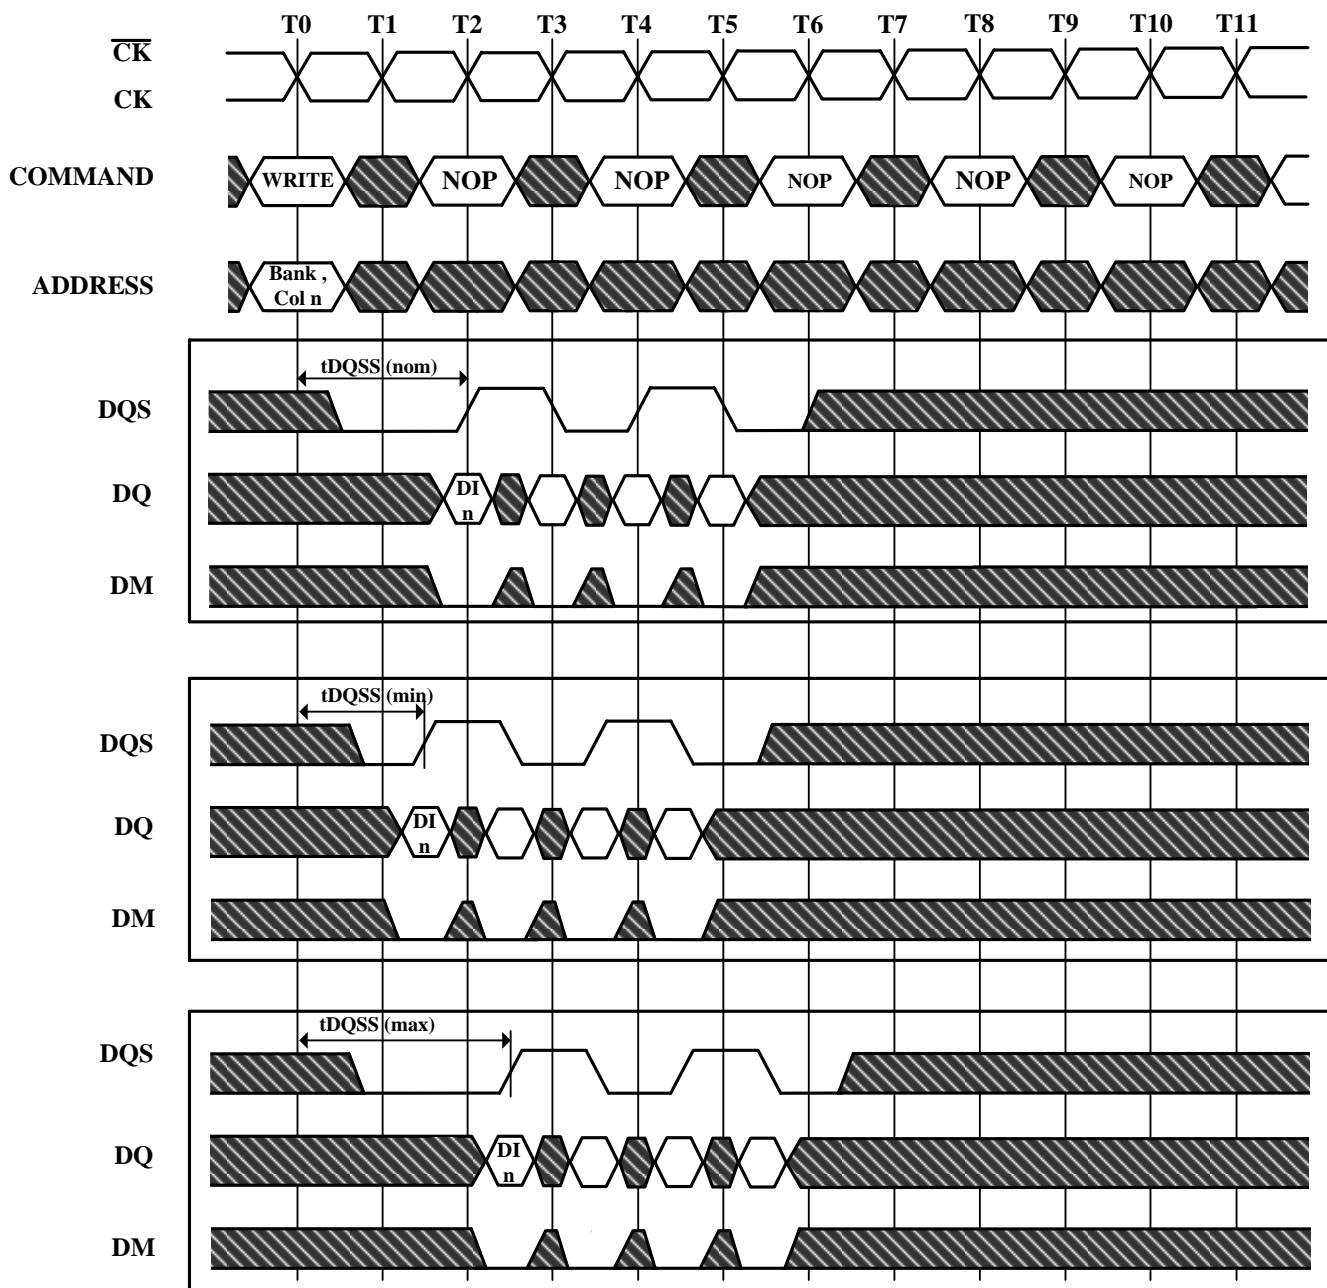 T0 T1 T2 T3 T4 T5 T6 T7 T8 T9 T10 T11
CK
CK
COMMAND WRITE NOP NOP NOP NOP NOP
ADDRESS Bank ,
Col n
tDQSS (nom)
DQS
DQ DI
n
DM
tDQSS (min)
DQS
DQ DI
n
DM
tDQSS (max)
DQS
DQ DI
n
DM